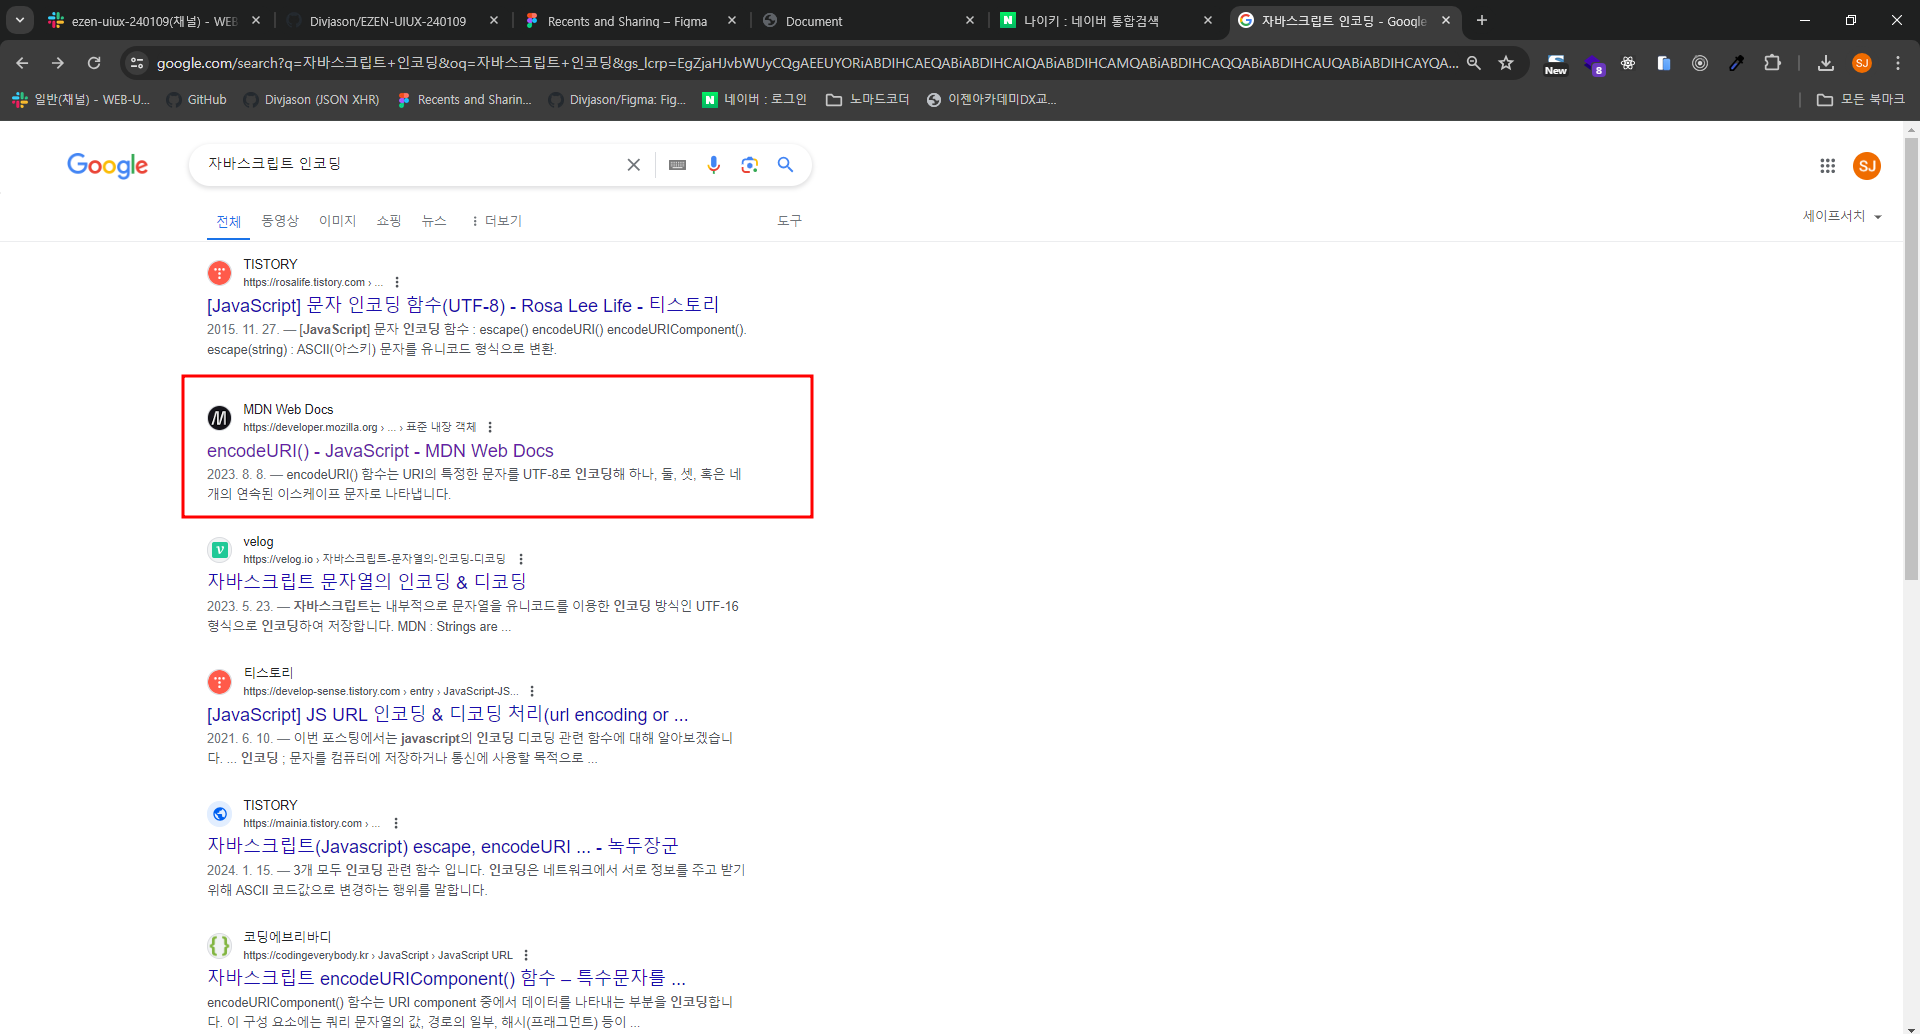 ezen-uiux-240109(채널) - WEB
Divjason/EZEN-UIUX-240109
Recents and Sharing – Figma
Document
나이키 : 네이버 통합검색
자바스크립트 인코딩 - Google
google.com/search?q=자바스크립트+인코딩&oq=자바스크립트+인코딩&gs_lcrp=EgZjaHJvbWUyCQgAEEUYORiABDIHCAEQABiABDIHCAIQABiABDIHCAMQABiABDIHCAQQABiABDIHCAUQABiABDIHCAYQA...
New
8
SJ
일반(채널) - WEB-U...
GitHub
Divjason (JSON XHR)
Recents and Sharin...
Divjason/Figma: Fig...
네이버 : 로그인
노마드코더
이젠아카데미DX교...
모든 북마크
Google
자바스크립트 인코딩
SJ
전체 동영상 이미지 쇼핑 뉴스 더보기 도구
세이프서치
TISTORY
https://rosalife.tistory.com › ...
[JavaScript] 문자 인코딩 함수(UTF-8) - Rosa Lee Life - 티스토리
2015. 11. 27. — [JavaScript] 문자 인코딩 함수 : escape() encodeURI() encodeURIComponent().
escape(string) : ASCII(아스키) 문자를 유니코드 형식으로 변환.
MDN Web Docs
https://developer.mozilla.org › ... › 표준 내장 객체
encodeURI() - JavaScript - MDN Web Docs
2023. 8. 8. — encodeURI() 함수는 URI의 특정한 문자를 UTF-8로 인코딩해 하나, 둘, 셋, 혹은 네
개의 연속된 이스케이프 문자로 나타냅니다.
velog
https://velog.io › 자바스크립트-문자열의-인코딩-디코딩
자바스크립트 문자열의 인코딩 & 디코딩
2023. 5. 23. — 자바스크립트는 내부적으로 문자열을 유니코드를 이용한 인코딩 방식인 UTF-16
형식으로 인코딩하여 저장합니다. MDN : Strings are ...
티스토리
https://develop-sense.tistory.com › entry › JavaScript-JS...
[JavaScript] JS URL 인코딩 & 디코딩 처리(url encoding or ...
2021. 6. 10. — 이번 포스팅에서는 javascript의 인코딩 디코딩 관련 함수에 대해 알아보겠습니
다. ... 인코딩 ; 문자를 컴퓨터에 저장하거나 통신에 사용할 목적으로 ...
TISTORY
https://mainia.tistory.com › ...
자바스크립트(Javascript) escape, encodeURI ... - 녹두장군
2024. 1. 15. — 3개 모두 인코딩 관련 함수 입니다. 인코딩은 네트워크에서 서로 정보를 주고 받기
위해 ASCII 코드값으로 변경하는 행위를 말합니다.
코딩에브리바디
https://codingeverybody.kr › JavaScript › JavaScript URL
자바스크립트 encodeURIComponent() 함수 – 특수문자를 ...
encodeURIComponent() 함수는 URI component 중에서 데이터를 나타내는 부분을 인코딩합니
다. 이 구성 요소에는 쿼리 문자열의 값, 경로의 일부, 해시(프래그먼트) 등이 ...